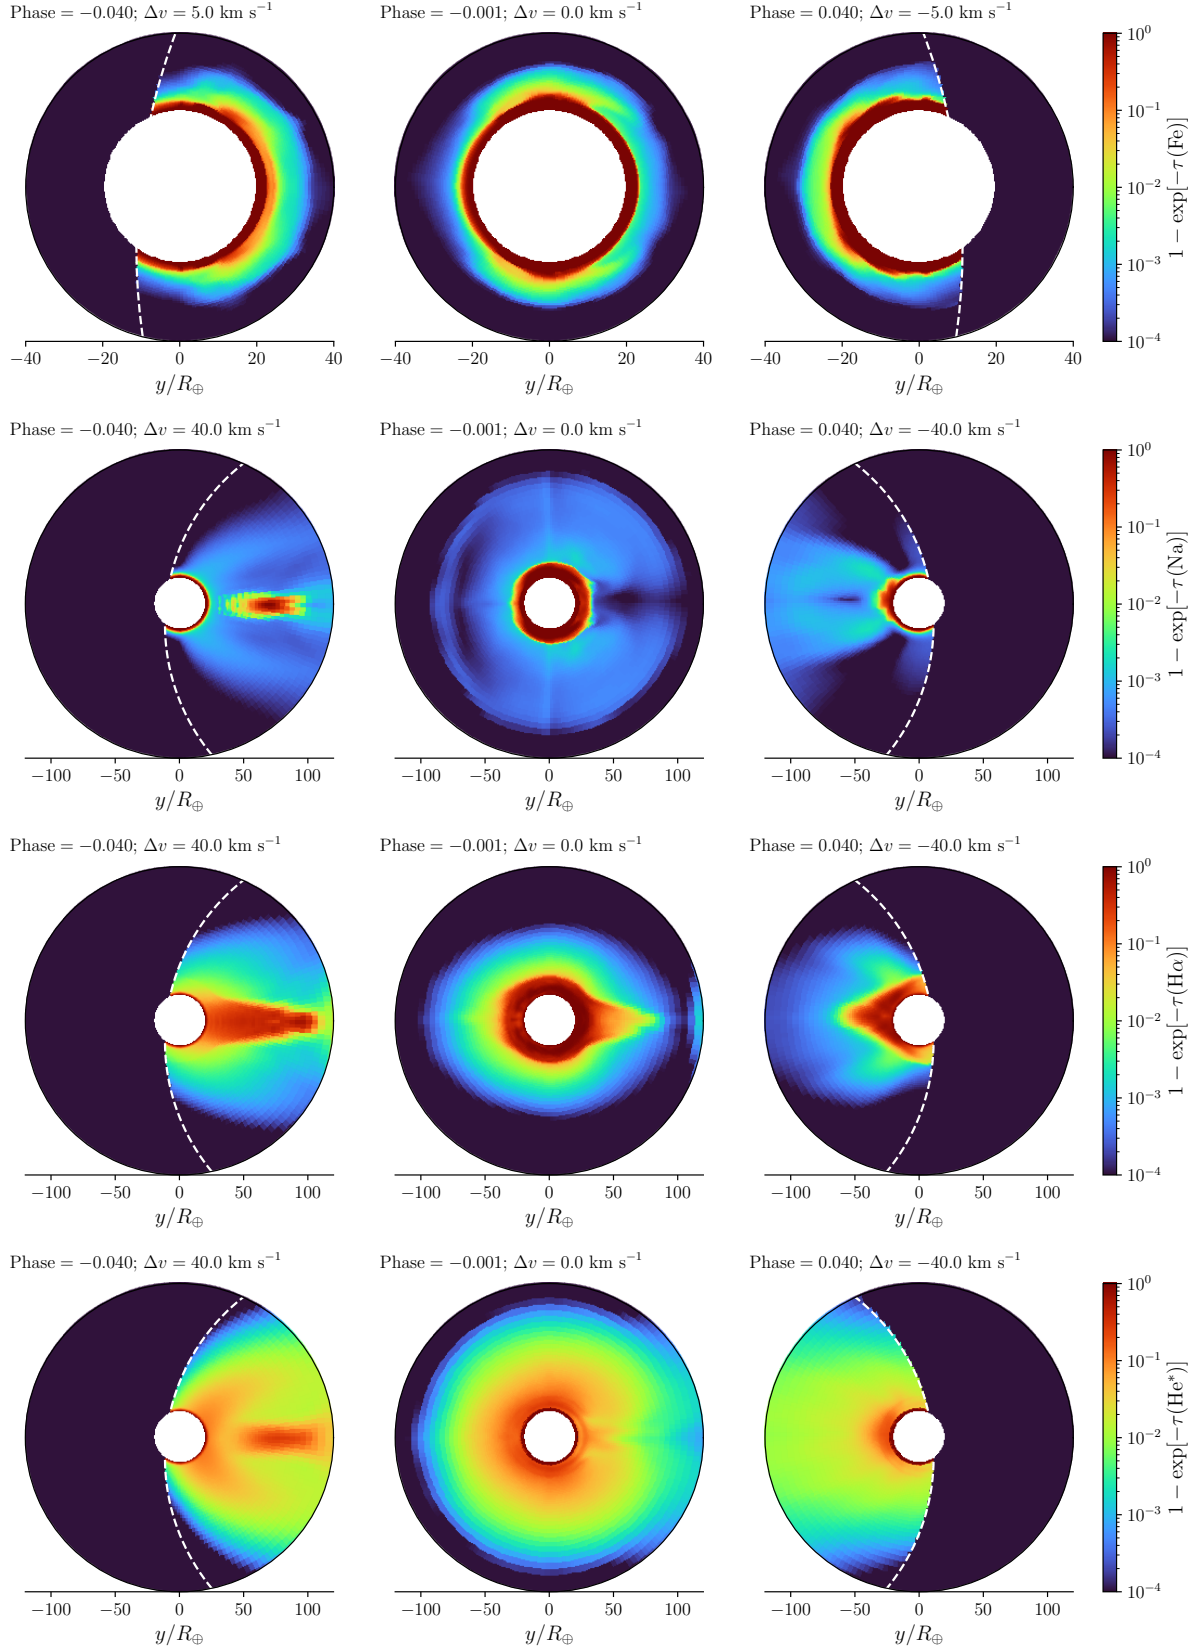 Phase = −0.040; Δv = 5.0 km s⁻¹
Phase = −0.001; Δv = 0.0 km s⁻¹
Phase = 0.040; Δv = −5.0 km s⁻¹
10⁰
10⁻¹
10⁻²
10⁻³
10⁻⁴
1 − exp[−τ(Fe)]
−40 −20 0 20 40
−40 −20 0 20 40
−40 −20 0 20 40
y/R⊕
y/R⊕
y/R⊕
Phase = −0.040; Δv = 40.0 km s⁻¹
Phase = −0.001; Δv = 0.0 km s⁻¹
Phase = 0.040; Δv = −40.0 km s⁻¹
10⁰
10⁻¹
10⁻²
10⁻³
10⁻⁴
1 − exp[−τ(Na)]
−100 −50 0 50 100
−100 −50 0 50 100
−100 −50 0 50 100
y/R⊕
y/R⊕
y/R⊕
Phase = −0.040; Δv = 40.0 km s⁻¹
Phase = −0.001; Δv = 0.0 km s⁻¹
Phase = 0.040; Δv = −40.0 km s⁻¹
10⁰
10⁻¹
10⁻²
10⁻³
10⁻⁴
1 − exp[−τ(Hα)]
−100 −50 0 50 100
−100 −50 0 50 100
−100 −50 0 50 100
y/R⊕
y/R⊕
y/R⊕
Phase = −0.040; Δv = 40.0 km s⁻¹
Phase = −0.001; Δv = 0.0 km s⁻¹
Phase = 0.040; Δv = −40.0 km s⁻¹
10⁰
10⁻¹
10⁻²
10⁻³
10⁻⁴
1 − exp[−τ(He*)]
−100 −50 0 50 100
−100 −50 0 50 100
−100 −50 0 50 100
y/R⊕
y/R⊕
y/R⊕